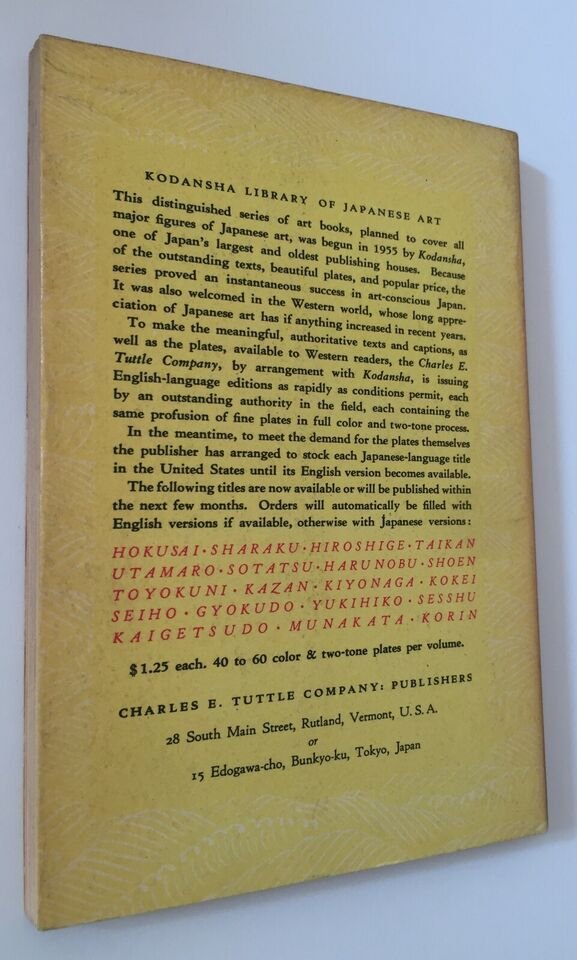 KODANSHA LIBRARY OF JAPANESE ART
This distinguished series of art books, planned to cover all
major figures of Japanese art, was begun in 1955 by Kodansha,
one of Japan's largest and oldest publishing houses. Because
of the outstanding texts, beautiful plates, and popular price, the
series proved an instantaneous success in art-conscious Japan.
It was also welcomed in the Western world, whose long appre-
ciation of Japanese art has if anything increased in recent years.
To make the meaningful, authoritative texts and captions, as
well as the plates, available to Western readers, the Charles E.
Tuttle Company, by arrangement with Kodansha, is issuing
English-language editions as rapidly as conditions permit, each
by an outstanding authority in the field, each containing the
same profusion of fine plates in full color and two-tone process.
In the meantime, to meet the demand for the plates themselves
the publisher has arranged to stock each Japanese-language title
in the United States until its English version becomes available.
The following titles are now available or will be published within
the next few months. Orders will automatically be filled with
English versions if available, otherwise with Japanese versions:
HOKUSAI · SHARAKU · HIROSHIGE · TAIKAN
UTAMARO · SOTATSU · HARUNOBU · SHOEN
TOYOKUNI · KAZAN · KIYONAGA · KOKEI
SEIHO · GYOKUDO · YUKIHIKO · SESSHU
KAIGETSUDO · MUNAKATA · KORIN
$1.25 each. 40 to 60 color & two-tone plates per volume.
CHARLES E. TUTTLE COMPANY: PUBLISHERS
28 South Main Street, Rutland, Vermont, U. S. A.
or
15 Edogawa-cho, Bunkyo-ku, Tokyo, Japan